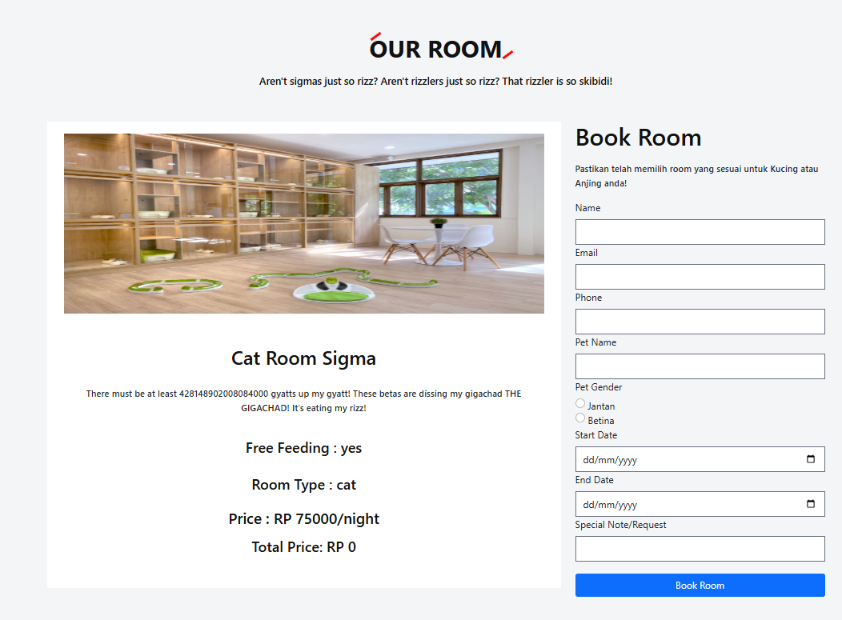 OUR ROOM
Aren't sigmas just so rizz? Aren't rizzlers just so rizz? That rizzler is so skibidi!
Cat Room Sigma
There must be at least 428148902008084000 gyatts up my gyatt! These betas are dissing my gigachad THE
GIGACHAD! It's eating my rizz!
Free Feeding : yes
Room Type : cat
Price : RP 75000/night
Total Price: RP 0
Book Room
Pastikan telah memilih room yang sesuai untuk Kucing atau
Anjing anda!
Name
Email
Phone
Pet Name
Pet Gender
Jantan
Betina
Start Date
dd/mm/yyyy
End Date
dd/mm/yyyy
Special Note/Request
Book Room